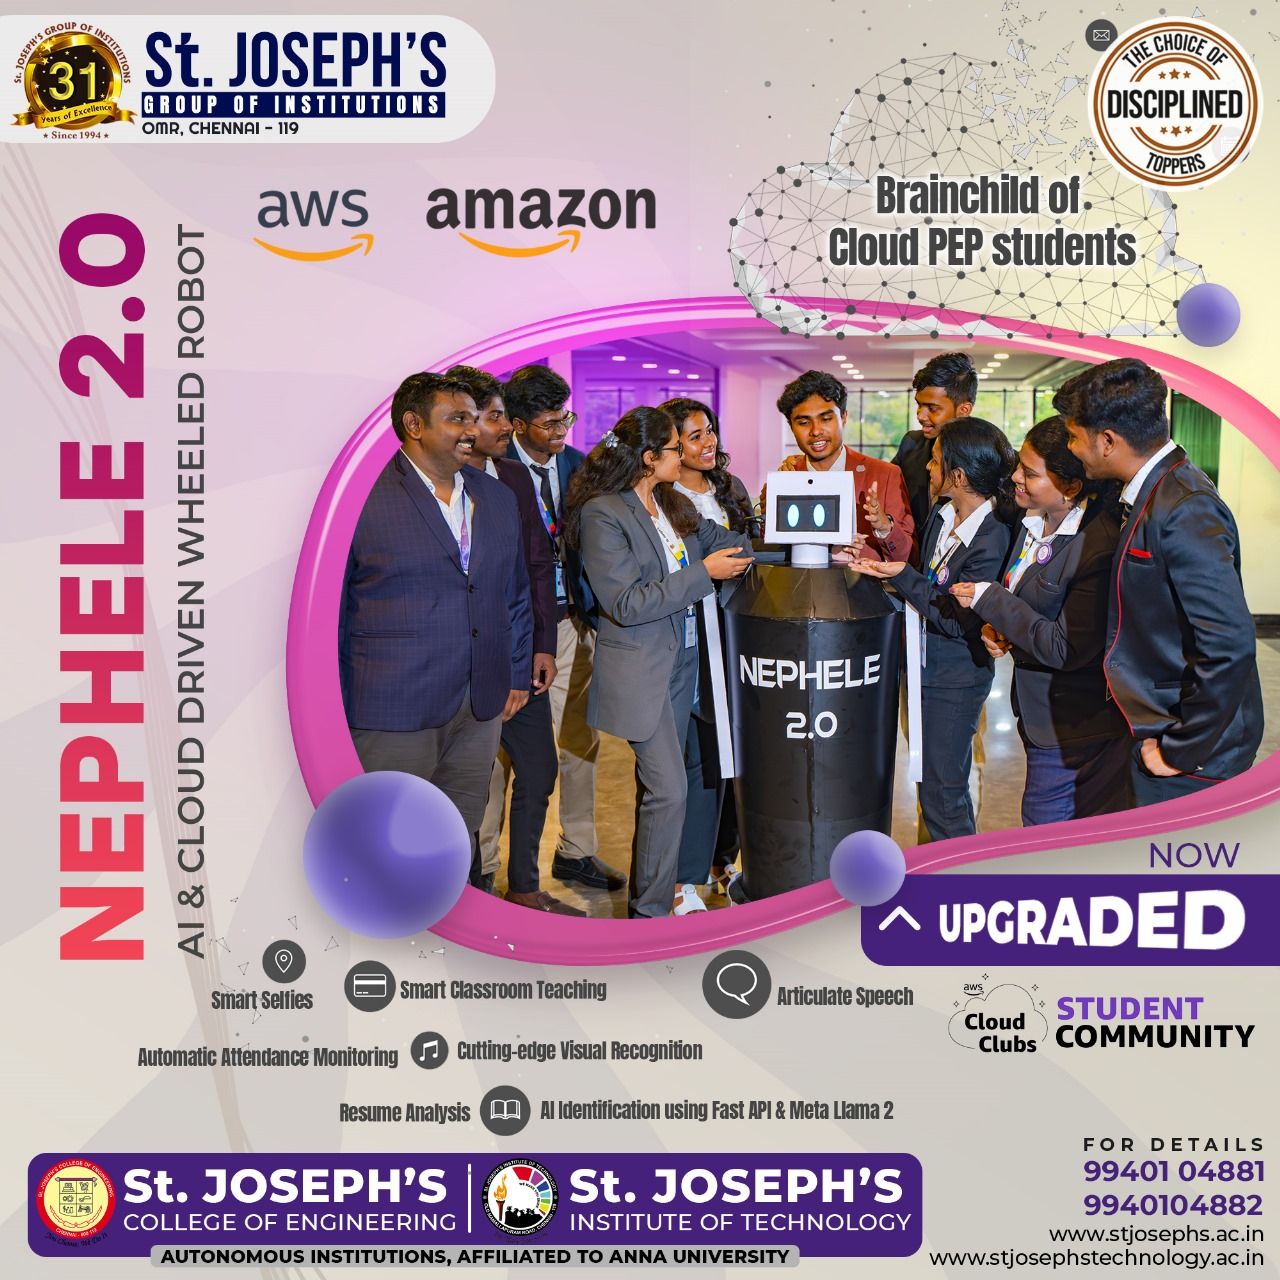 St. JOSEPH'S GROUP OF INSTITUTIONS
31
Years of Excellence
Since 1994
St. JOSEPH'S
GROUP OF INSTITUTIONS
OMR, CHENNAI - 119
THE CHOICE OF
DISCIPLINED
TOPPERS
aws
amazon
Brainchild of
Cloud PEP students
NEPHELE 2.0
AI & CLOUD DRIVEN WHEELED ROBOT
NEPHELE
2.0
NOW
UPGRADED
Smart Selfies
Smart Classroom Teaching
Articulate Speech
Automatic Attendance Monitoring
Cutting-edge Visual Recognition
Resume Analysis
AI Identification using Fast API & Meta Llama 2
aws
Cloud
Clubs
STUDENT
COMMUNITY
St. JOSEPH'S
COLLEGE OF ENGINEERING
St. JOSEPH'S
INSTITUTE OF TECHNOLOGY
AUTONOMOUS INSTITUTIONS, AFFILIATED TO ANNA UNIVERSITY
FOR DETAILS
99401 04881
9940104882
www.stjosephs.ac.in
www.stjosephstechnology.ac.in